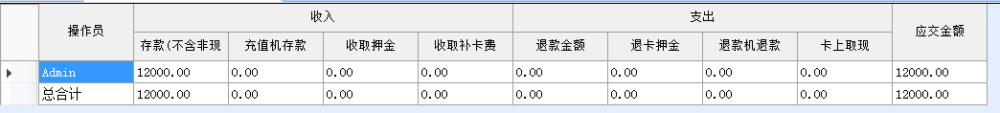 操作员 收入 支出 应交金额
存款(不含非现 充值机存款 收取押金 收取补卡费 退款金额 退卡押金 退款机退款 卡上取现
Admin 12000.00 0.00 0.00 0.00 0.00 0.00 0.00 0.00 12000.00
总合计 12000.00 0.00 0.00 0.00 0.00 0.00 0.00 0.00 12000.00